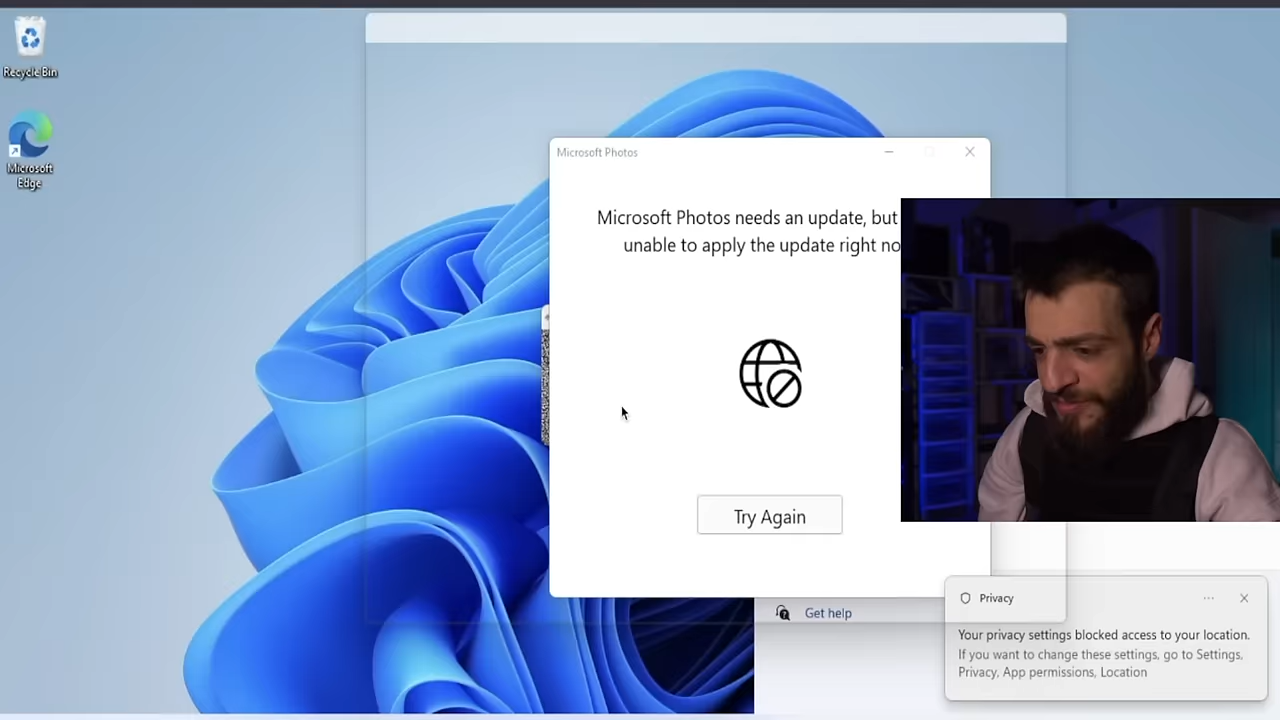 Recycle Bin
Microsoft
Edge
Microsoft Photos
Microsoft Photos needs an update, but
unable to apply the update right no
Try Again
Get help
Privacy
Your privacy settings blocked access to your location.
If you want to change these settings, go to Settings,
Privacy, App permissions, Location